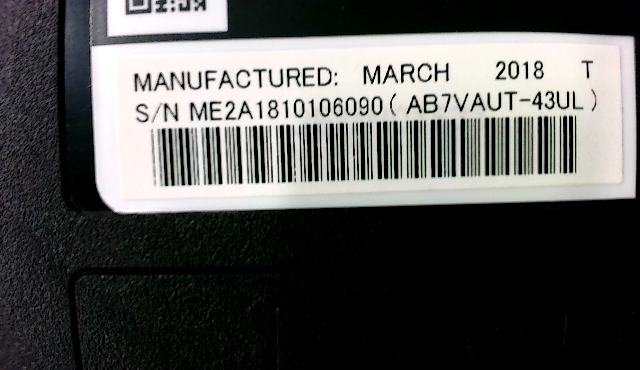 MANUFACTURED: MARCH 2018 T
S/N ME2A1810106090( AB7VAUT-43UL )